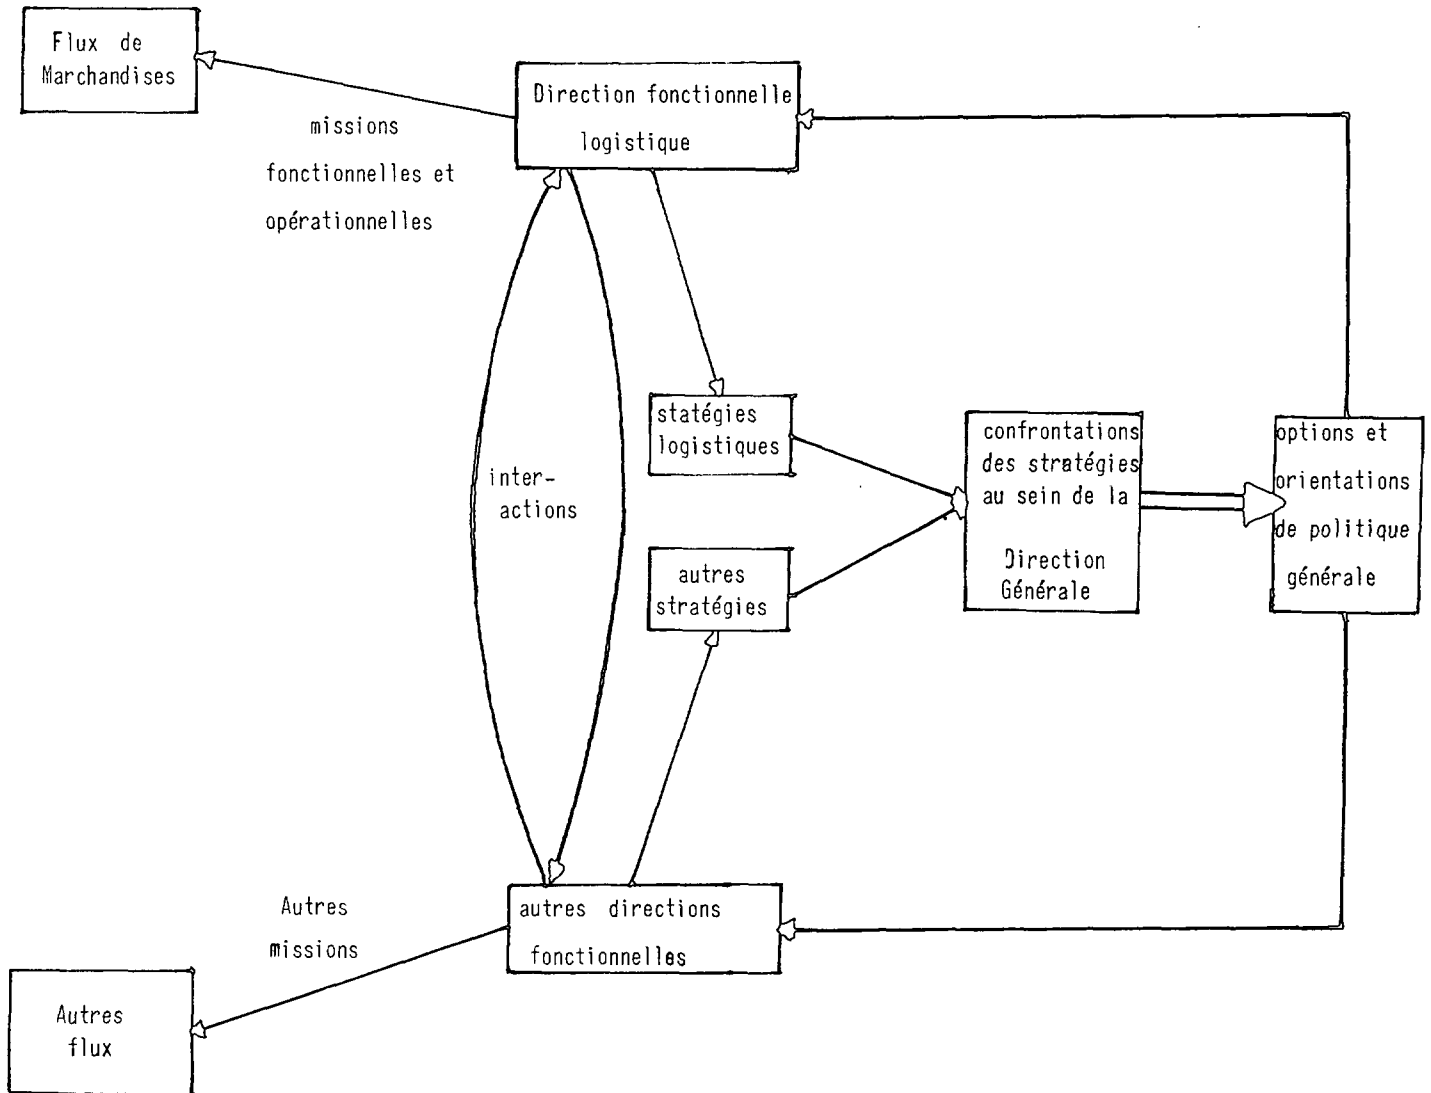 Flux de
Marchandises
Direction fonctionnelle
logistique
missions
fonctionnelles et
opérationnelles
statégies
logistiques
inter-
actions
autres
stratégies
confrontations
des stratégies
au sein de la
Direction
Générale
options et
orientations
de politique
générale
Autres
missions
autres directions
fonctionnelles
Autres
flux